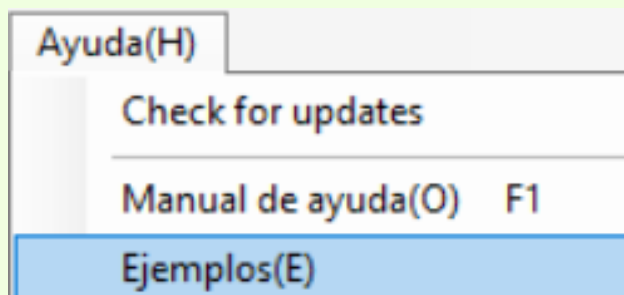 Ayuda(H)
Check for updates
Manual de ayuda(O) F1
Ejemplos(E)